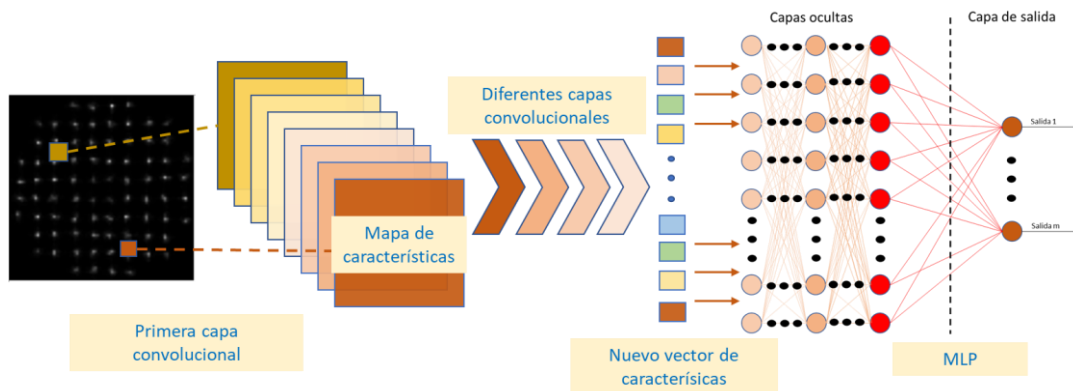 Capas ocultas
Capa de salida
Diferentes capas
convolucionales
Salida 1
Mapa de
características
Salida m
Primera capa
convolucional
Nuevo vector de
caracterísicas
MLP